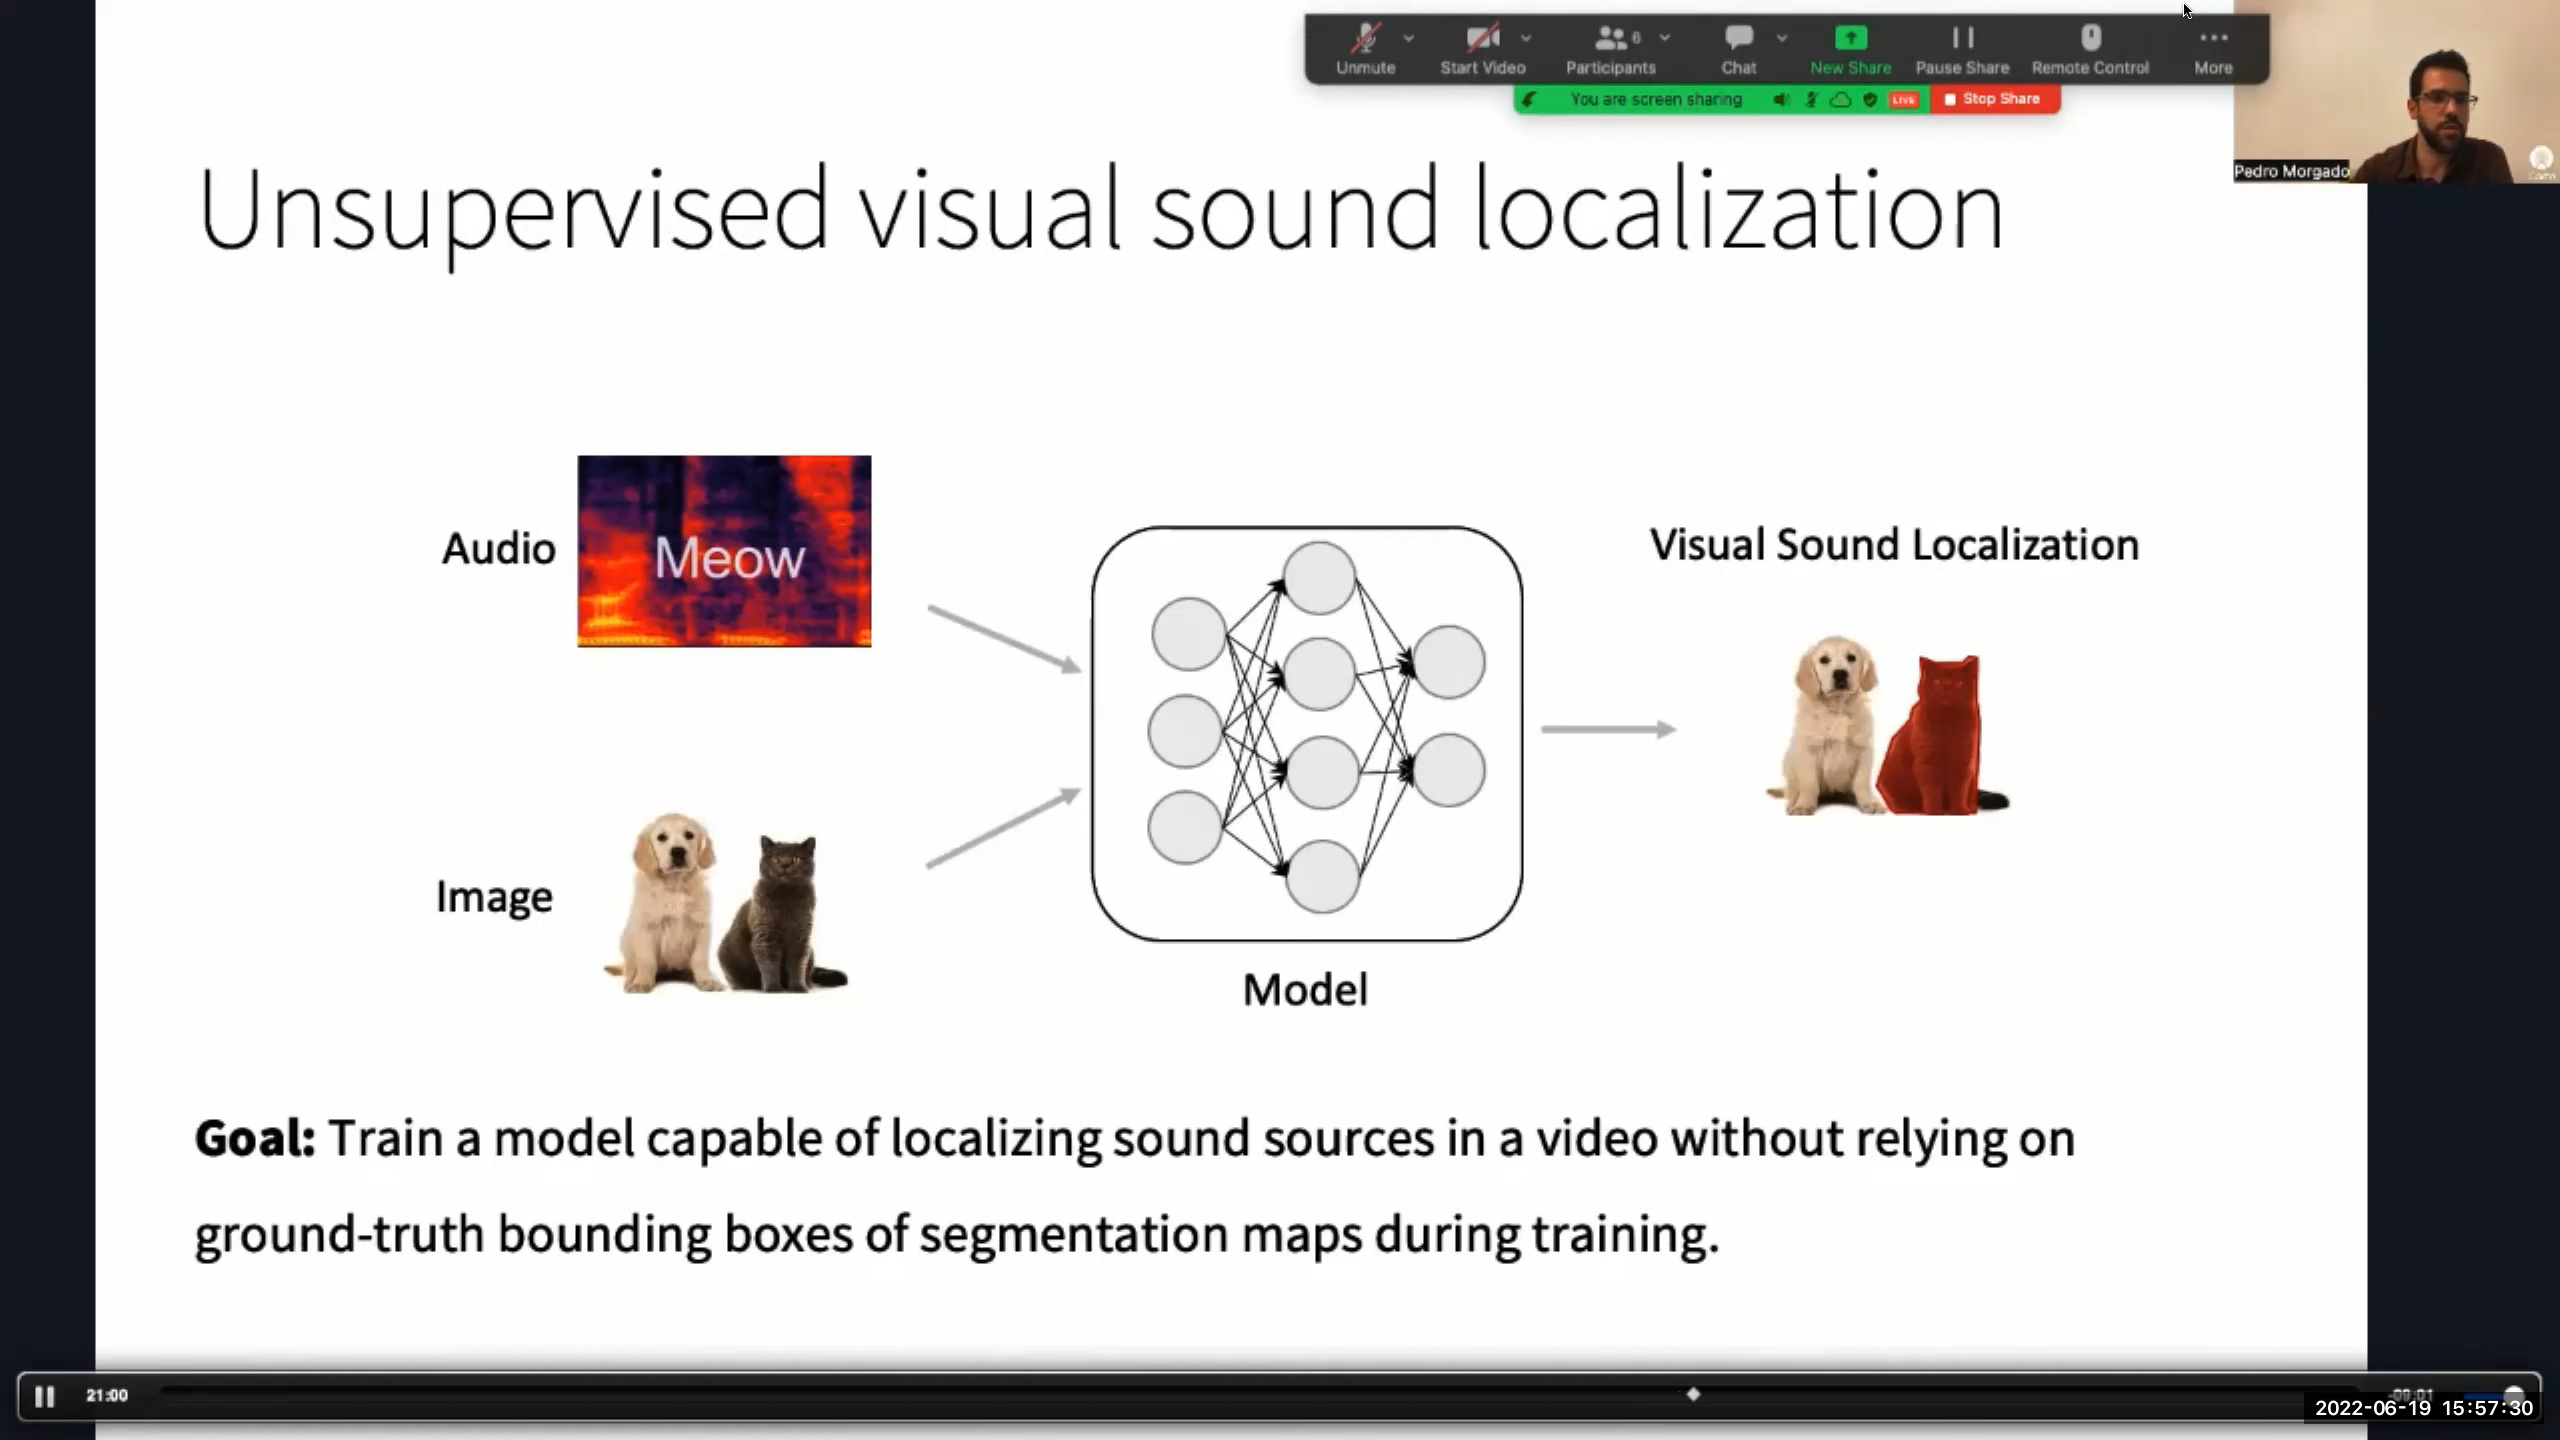 Unmute
Start Video
6
Participants
Chat
New Share
Pause Share
Remote Control
More
You are screen sharing
LIVE
Stop Share
Pedro Morgado
Unsupervised visual sound localization
Audio
Meow
Visual Sound Localization
Image
Model
Goal: Train a model capable of localizing sound sources in a video without relying on
ground-truth bounding boxes of segmentation maps during training.
21:00
-09:01
2022-06-19 15:57:30